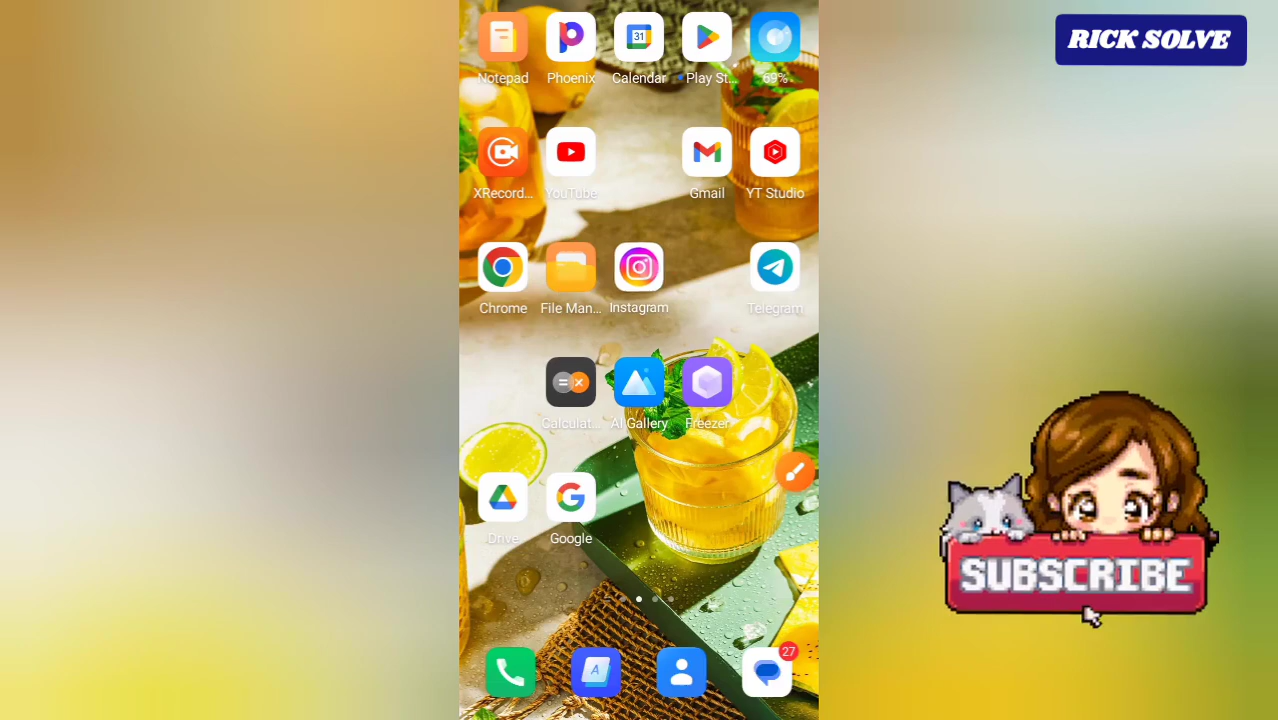 RICK SOLVE
Notepad
Phoenix
31
Calendar
Play St...
69%
XRecord...
YouTube
Gmail
YT Studio
Chrome
File Man...
Instagram
Telegram
Calculat...
AI Gallery
Freezer
Drive
Google
SUBSCRIBE
A
27